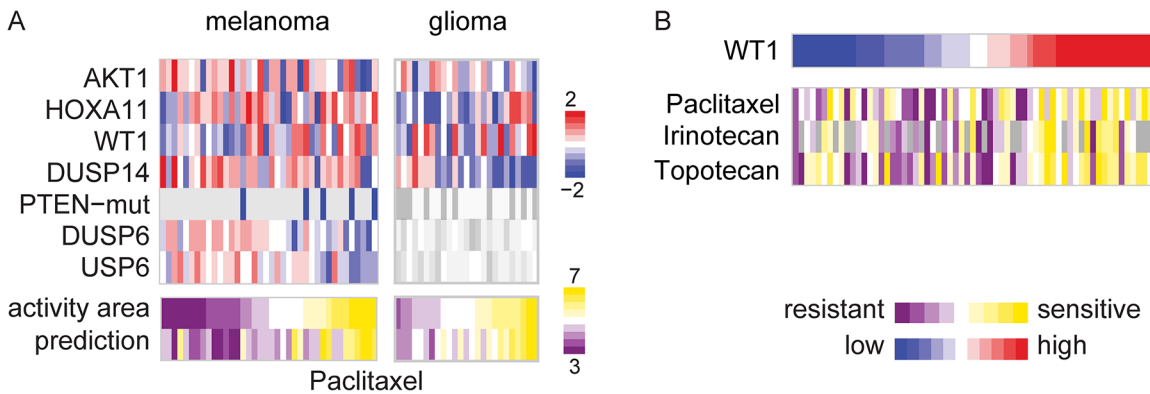 A
melanoma
glioma
AKT1
HOXA11
WT1
DUSP14
PTEN−mut
DUSP6
USP6
2
−2
activity area
prediction
7
3
Paclitaxel
B
WT1
Paclitaxel
Irinotecan
Topotecan
resistant
sensitive
low
high